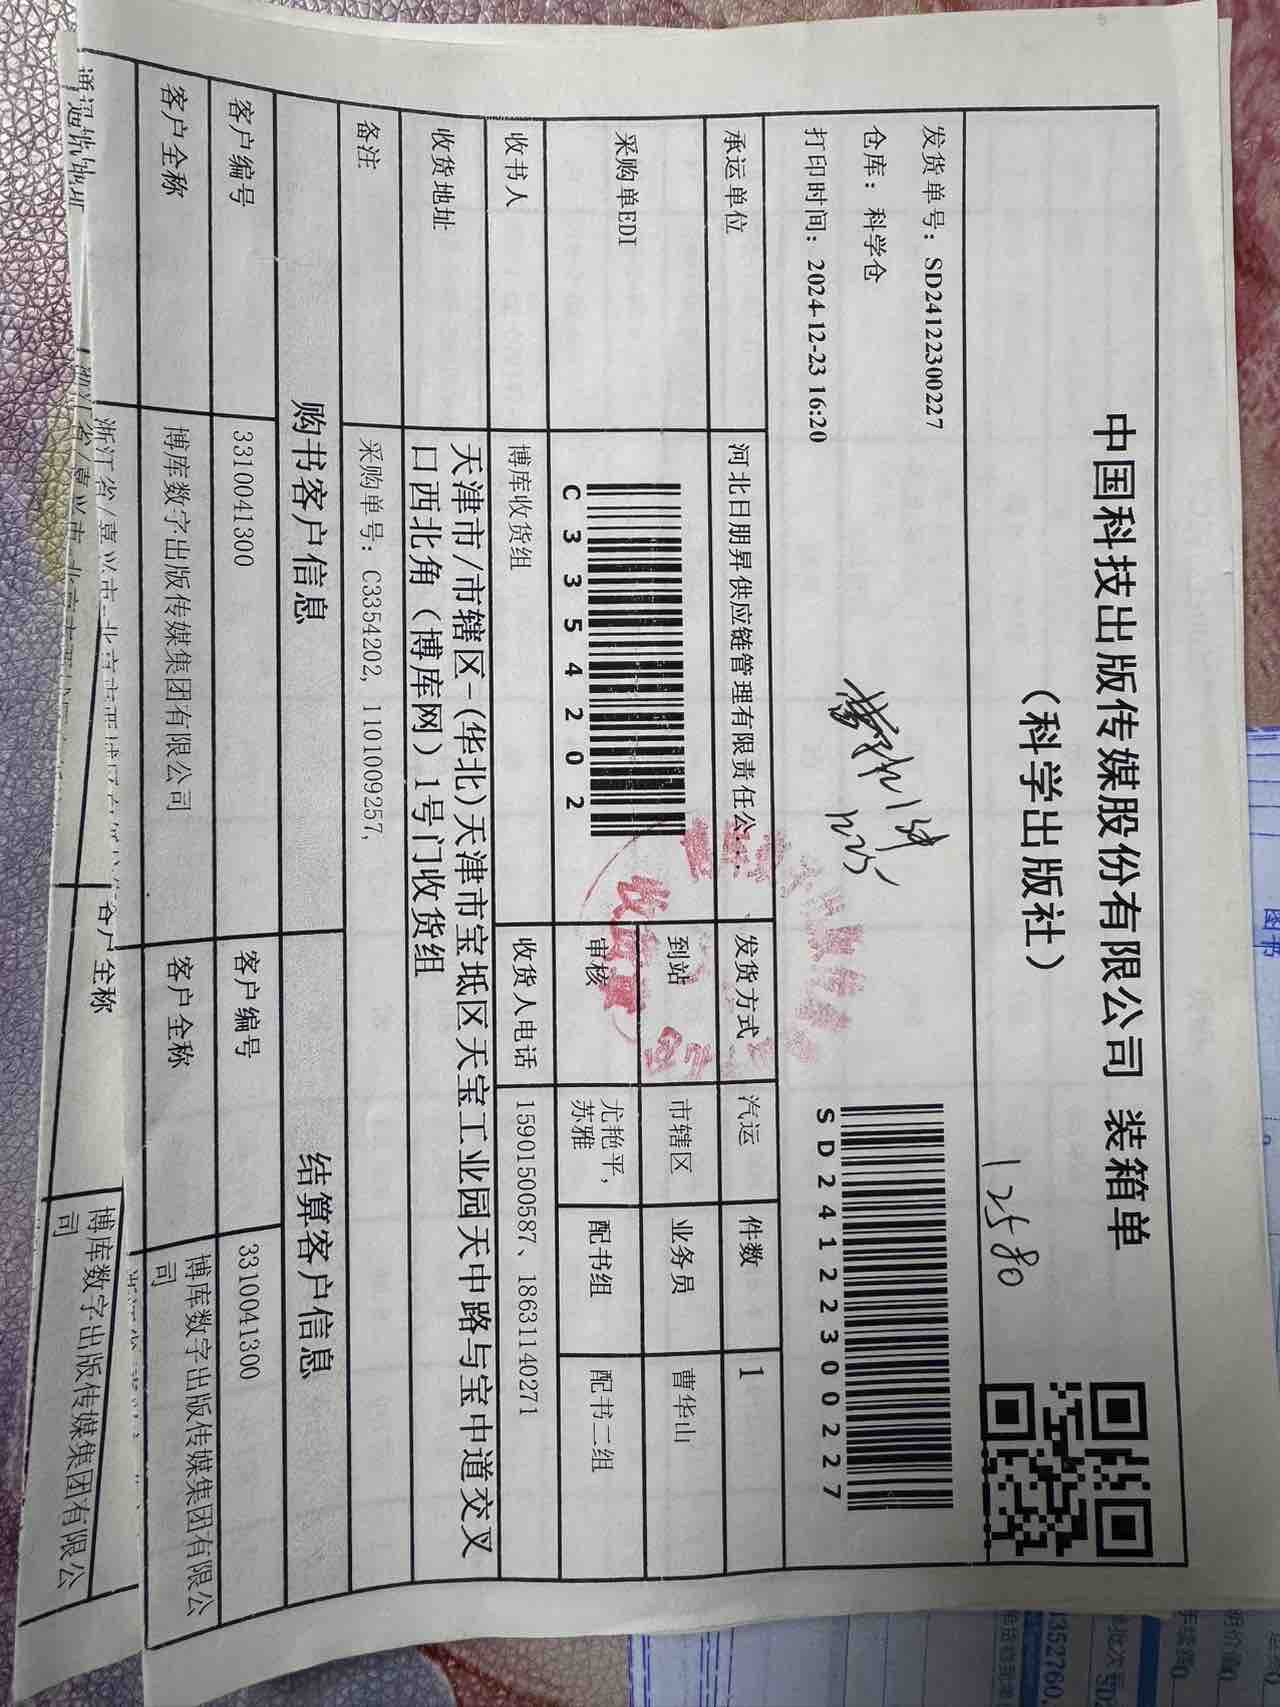 中国科技出版传媒股份有限公司 装箱单
(科学出版社)
12580
发货单号: SD2412230​0227
仓库: 科学仓
打印时间: 2024-12-23 16:20
SD24122300227
承运单位 河北日朋昇供应链管理有限责任公... 发货方式 汽运 件数 1
采购单EDI C3354202 到站 市辖区 业务员 曹华山
审核 尤艳平, 苏雅 配书组 配书二组
收书人 博库收货组 收货人电话 15901500587、18631140271
收货地址 天津市/市辖区-(华北)天津市宝坻区天宝工业园天中路与宝中道交叉
口西北角(博库网)1号门收货组
备注 采购单号: C3354202, 1101009257,
购书客户信息 结算客户信息
客户编号 3310041300 客户编号 3310041300
客户全称 博库数字出版传媒集团有限公司 客户全称 博库数字出版传媒集团有限公
司
客户全称 博库数字出版传媒集团有限公
司
图书